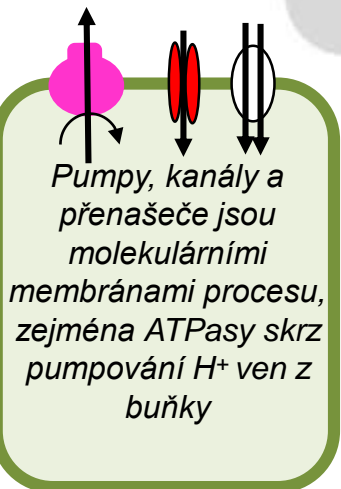 Pumpy, kanály a
přenašeče jsou
molekulárními
membránami procesu,
zejména ATPasy skrz
pumpování H⁺ ven z
buňky